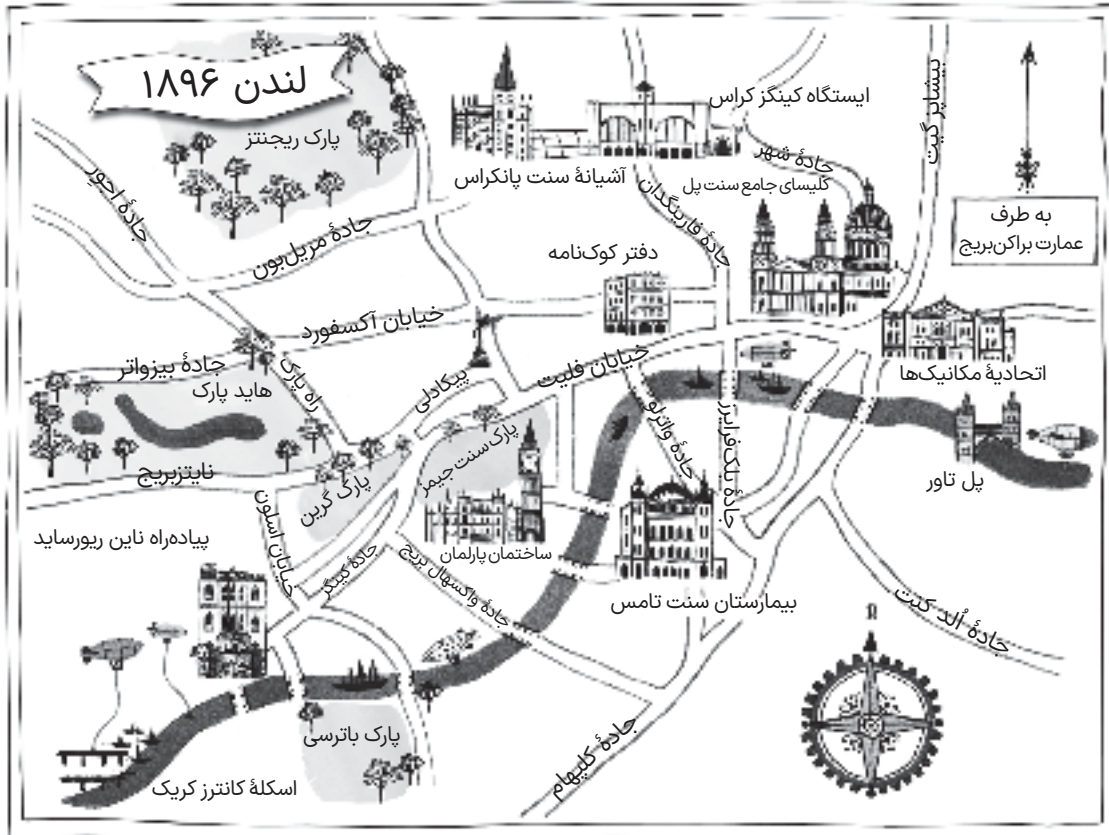 لندن ۱۸۹۶
پارک ریجنتز
ایستگاه کینگز کراس
بیشاپز گیت
جادهٔ شهر
آشیانهٔ سنت پانکراس
کلیسای جامع سنت پل
جادهٔ فارینگدان
به طرف
عمارت براکن‌بریج
جادهٔ اجور
جادهٔ مریل‌بون
دفتر کوک‌نامه
خیابان آکسفورد
جادهٔ بیزواتر
راه پارک
پیکادلی
خیابان فلیت
اتحادیهٔ مکانیک‌ها
هاید پارک
جادهٔ واترلو
جادهٔ بلک‌فرایرز
پارک سنت جیمز
پل تاور
نایتزبریج
پارک گرین
خیابان اسلون
پیاده‌راه ناین ریورساید
ساختمان پارلمان
جادهٔ کینگز
جادهٔ واکسهال بریج
بیمارستان سنت تامس
جادهٔ اُلد کنت
پارک باترسی
جادهٔ کلپهام
اسکلهٔ کانترز کریک